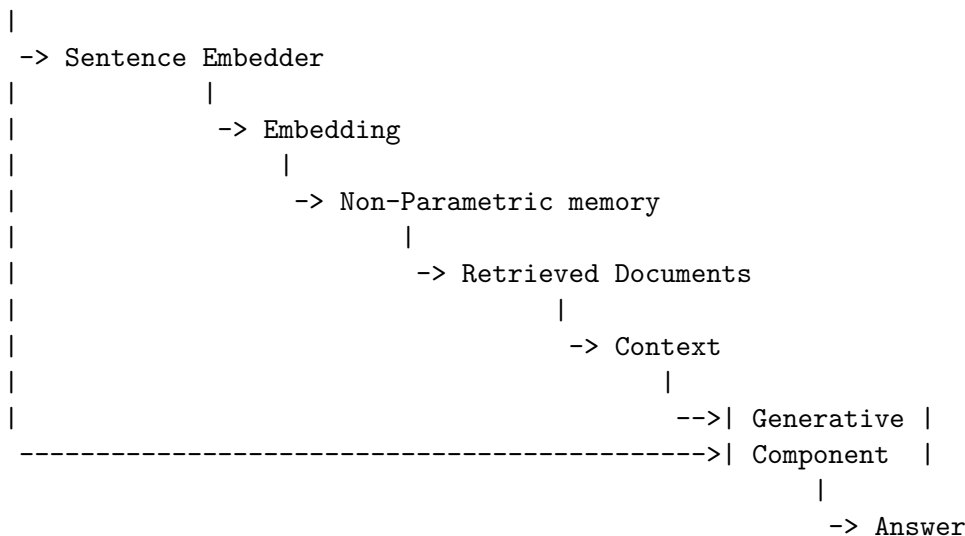 |
-> Sentence Embedder
|            |
|             -> Embedding
|                  |
|                   -> Non-Parametric memory
|                          |
|                           -> Retrieved Documents
|                                    |
|                                     -> Context
|                                           |
|                                            -->| Generative |
--------------------------------------------->| Component  |
                                                     |
                                                      -> Answer